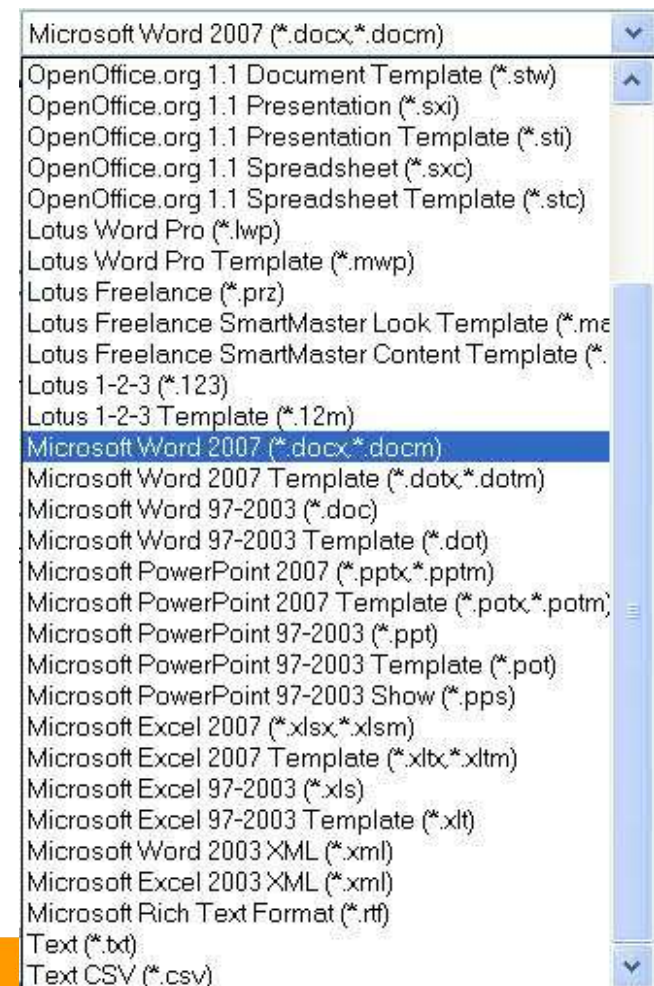 Microsoft Word 2007 (*.docx,*.docm)
OpenOffice.org 1.1 Document Template (*.stw)
OpenOffice.org 1.1 Presentation (*.sxi)
OpenOffice.org 1.1 Presentation Template (*.sti)
OpenOffice.org 1.1 Spreadsheet (*.sxc)
OpenOffice.org 1.1 Spreadsheet Template (*.stc)
Lotus Word Pro (*.lwp)
Lotus Word Pro Template (*.mwp)
Lotus Freelance (*.prz)
Lotus Freelance SmartMaster Look Template (*.ma
Lotus Freelance SmartMaster Content Template (*.
Lotus 1-2-3 (*.123)
Lotus 1-2-3 Template (*.12m)
Microsoft Word 2007 (*.docx,*.docm)
Microsoft Word 2007 Template (*.dotx,*.dotm)
Microsoft Word 97-2003 (*.doc)
Microsoft Word 97-2003 Template (*.dot)
Microsoft PowerPoint 2007 (*.pptx,*.pptm)
Microsoft PowerPoint 2007 Template (*.potx,*.potm)
Microsoft PowerPoint 97-2003 (*.ppt)
Microsoft PowerPoint 97-2003 Template (*.pot)
Microsoft PowerPoint 97-2003 Show (*.pps)
Microsoft Excel 2007 (*.xlsx,*.xlsm)
Microsoft Excel 2007 Template (*.xltx,*.xltm)
Microsoft Excel 97-2003 (*.xls)
Microsoft Excel 97-2003 Template (*.xlt)
Microsoft Word 2003 XML (*.xml)
Microsoft Excel 2003 XML (*.xml)
Microsoft Rich Text Format (*.rtf)
Text (*.txt)
Text CSV (*.csv)